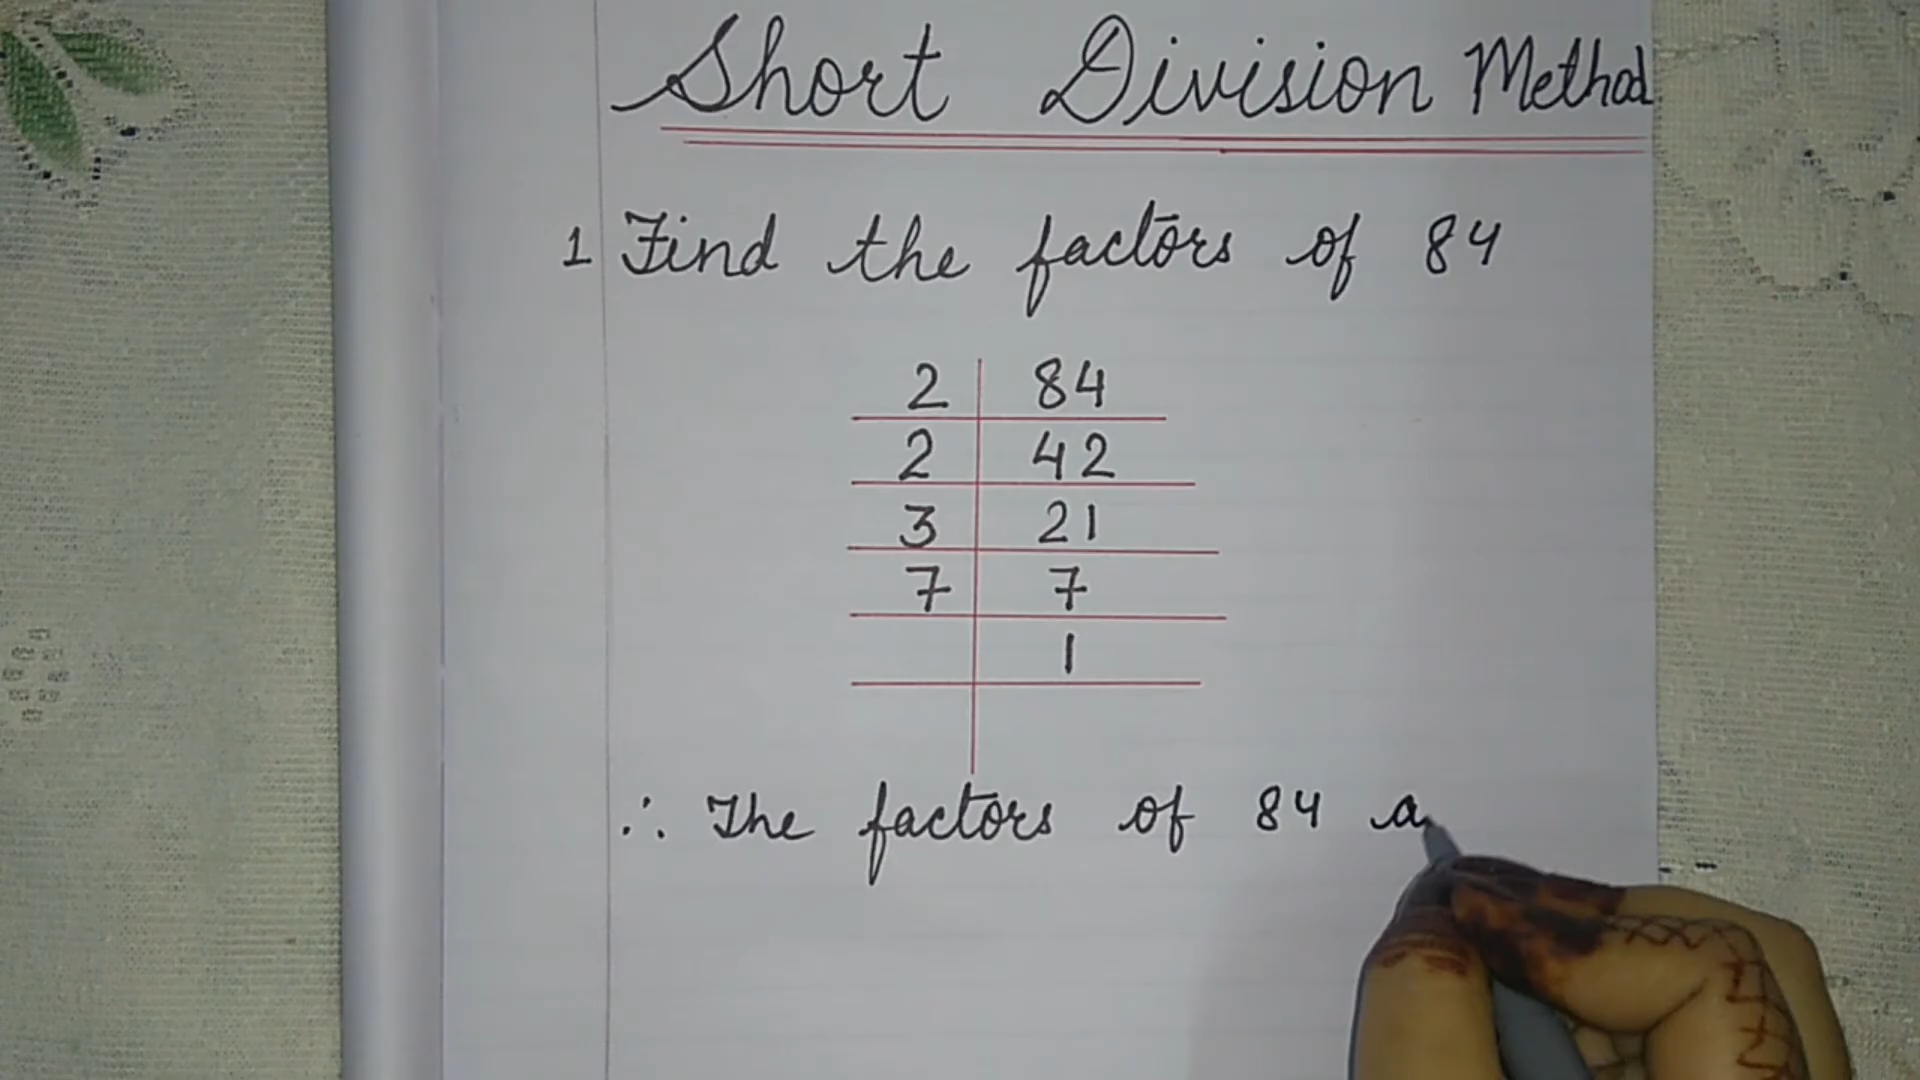 Short Division Method
1 Find the factors of 84
2 84
2 42
3 21
7 7
1
∴ The factors of 84 a